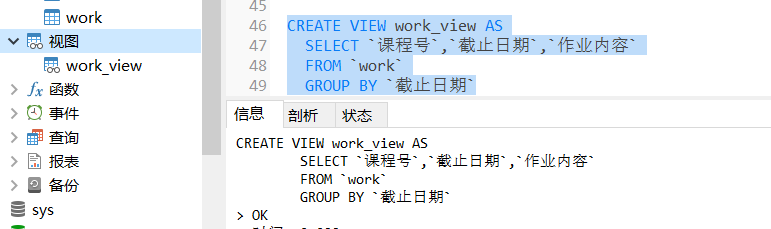 work
视图
work_view
函数
事件
查询
报表
备份
sys
45
46 CREATE VIEW work_view AS
47 SELECT `课程号`,`截止日期`,`作业内容`
48 FROM `work`
49 GROUP BY `截止日期`
信息 剖析 状态
CREATE VIEW work_view AS
SELECT `课程号`,`截止日期`,`作业内容`
FROM `work`
GROUP BY `截止日期`
> OK